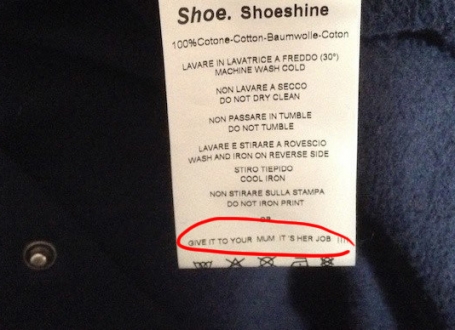 Shoe. Shoeshine
100%Cotone-Cotton-Baumwolle-Coton
LAVARE IN LAVATRICE A FREDDO (30°)
MACHINE WASH COLD
NON LAVARE A SECCO
DO NOT DRY CLEAN
NON PASSARE IN TUMBLE
DO NOT TUMBLE
LAVARE E STIRARE A ROVESCIO
WASH AND IRON ON REVERSE SIDE
STIRO TIEPIDO
COOL IRON
NON STIRARE SULLA STAMPA
DO NOT IRON PRINT
OR
GIVE IT TO YOUR MUM IT'S HER JOB !!!!